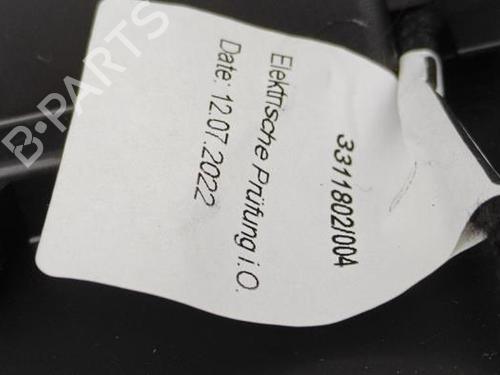 3311802/004
Elektrische Prüfung i.O.
Date: 12.07.2022
B-PARTS